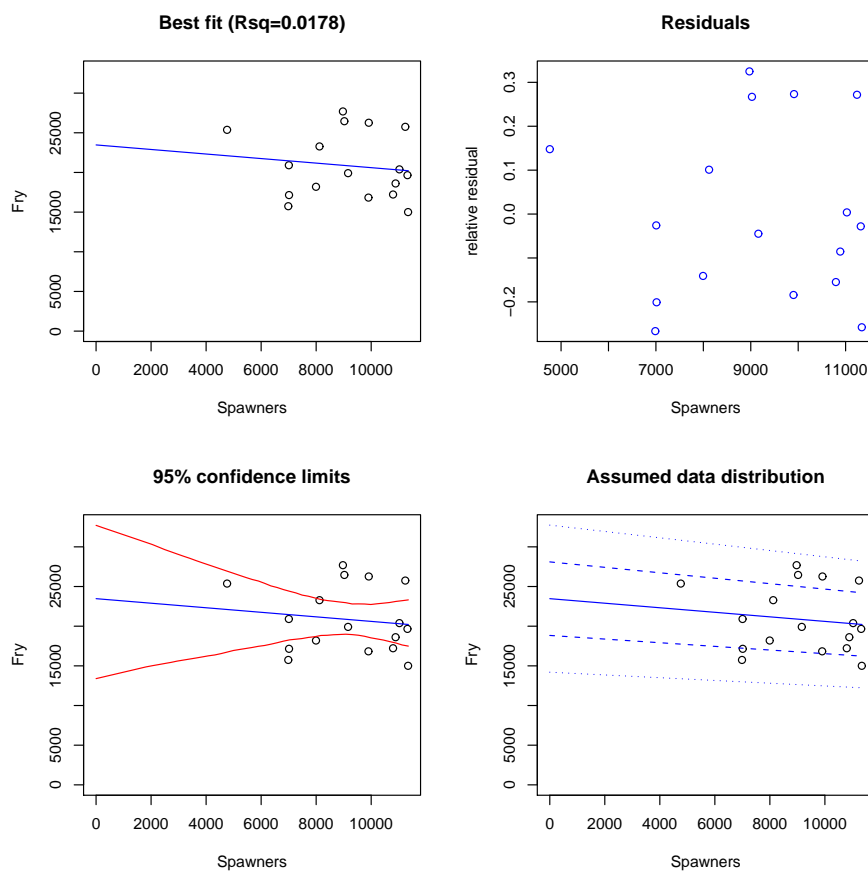 Best fit (Rsq=0.0178)
Fry
0 5000 15000 25000
0 2000 4000 6000 8000 10000
Spawners
Residuals
relative residual
−0.2 0.0 0.1 0.2 0.3
5000 7000 9000 11000
Spawners
95% confidence limits
Fry
0 5000 15000 25000
0 2000 4000 6000 8000 10000
Spawners
Assumed data distribution
Fry
0 5000 15000 25000
0 2000 4000 6000 8000 10000
Spawners